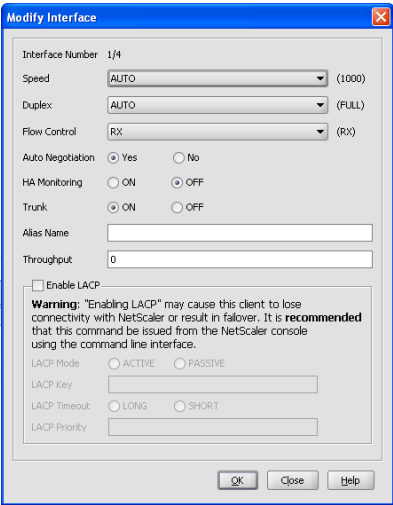 Modify Interface
Interface Number 1/4
Speed AUTO (1000)
Duplex AUTO (FULL)
Flow Control RX (RX)
Auto Negotiation Yes No
HA Monitoring ON OFF
Trunk ON OFF
Alias Name
Throughput 0
Enable LACP
Warning: "Enabling LACP" may cause this client to lose
connectivity with NetScaler or result in failover. It is recommended
that this command be issued from the NetScaler console
using the command line interface.
LACP Mode ACTIVE PASSIVE
LACP Key
LACP Timeout LONG SHORT
LACP Priority
OK Close Help